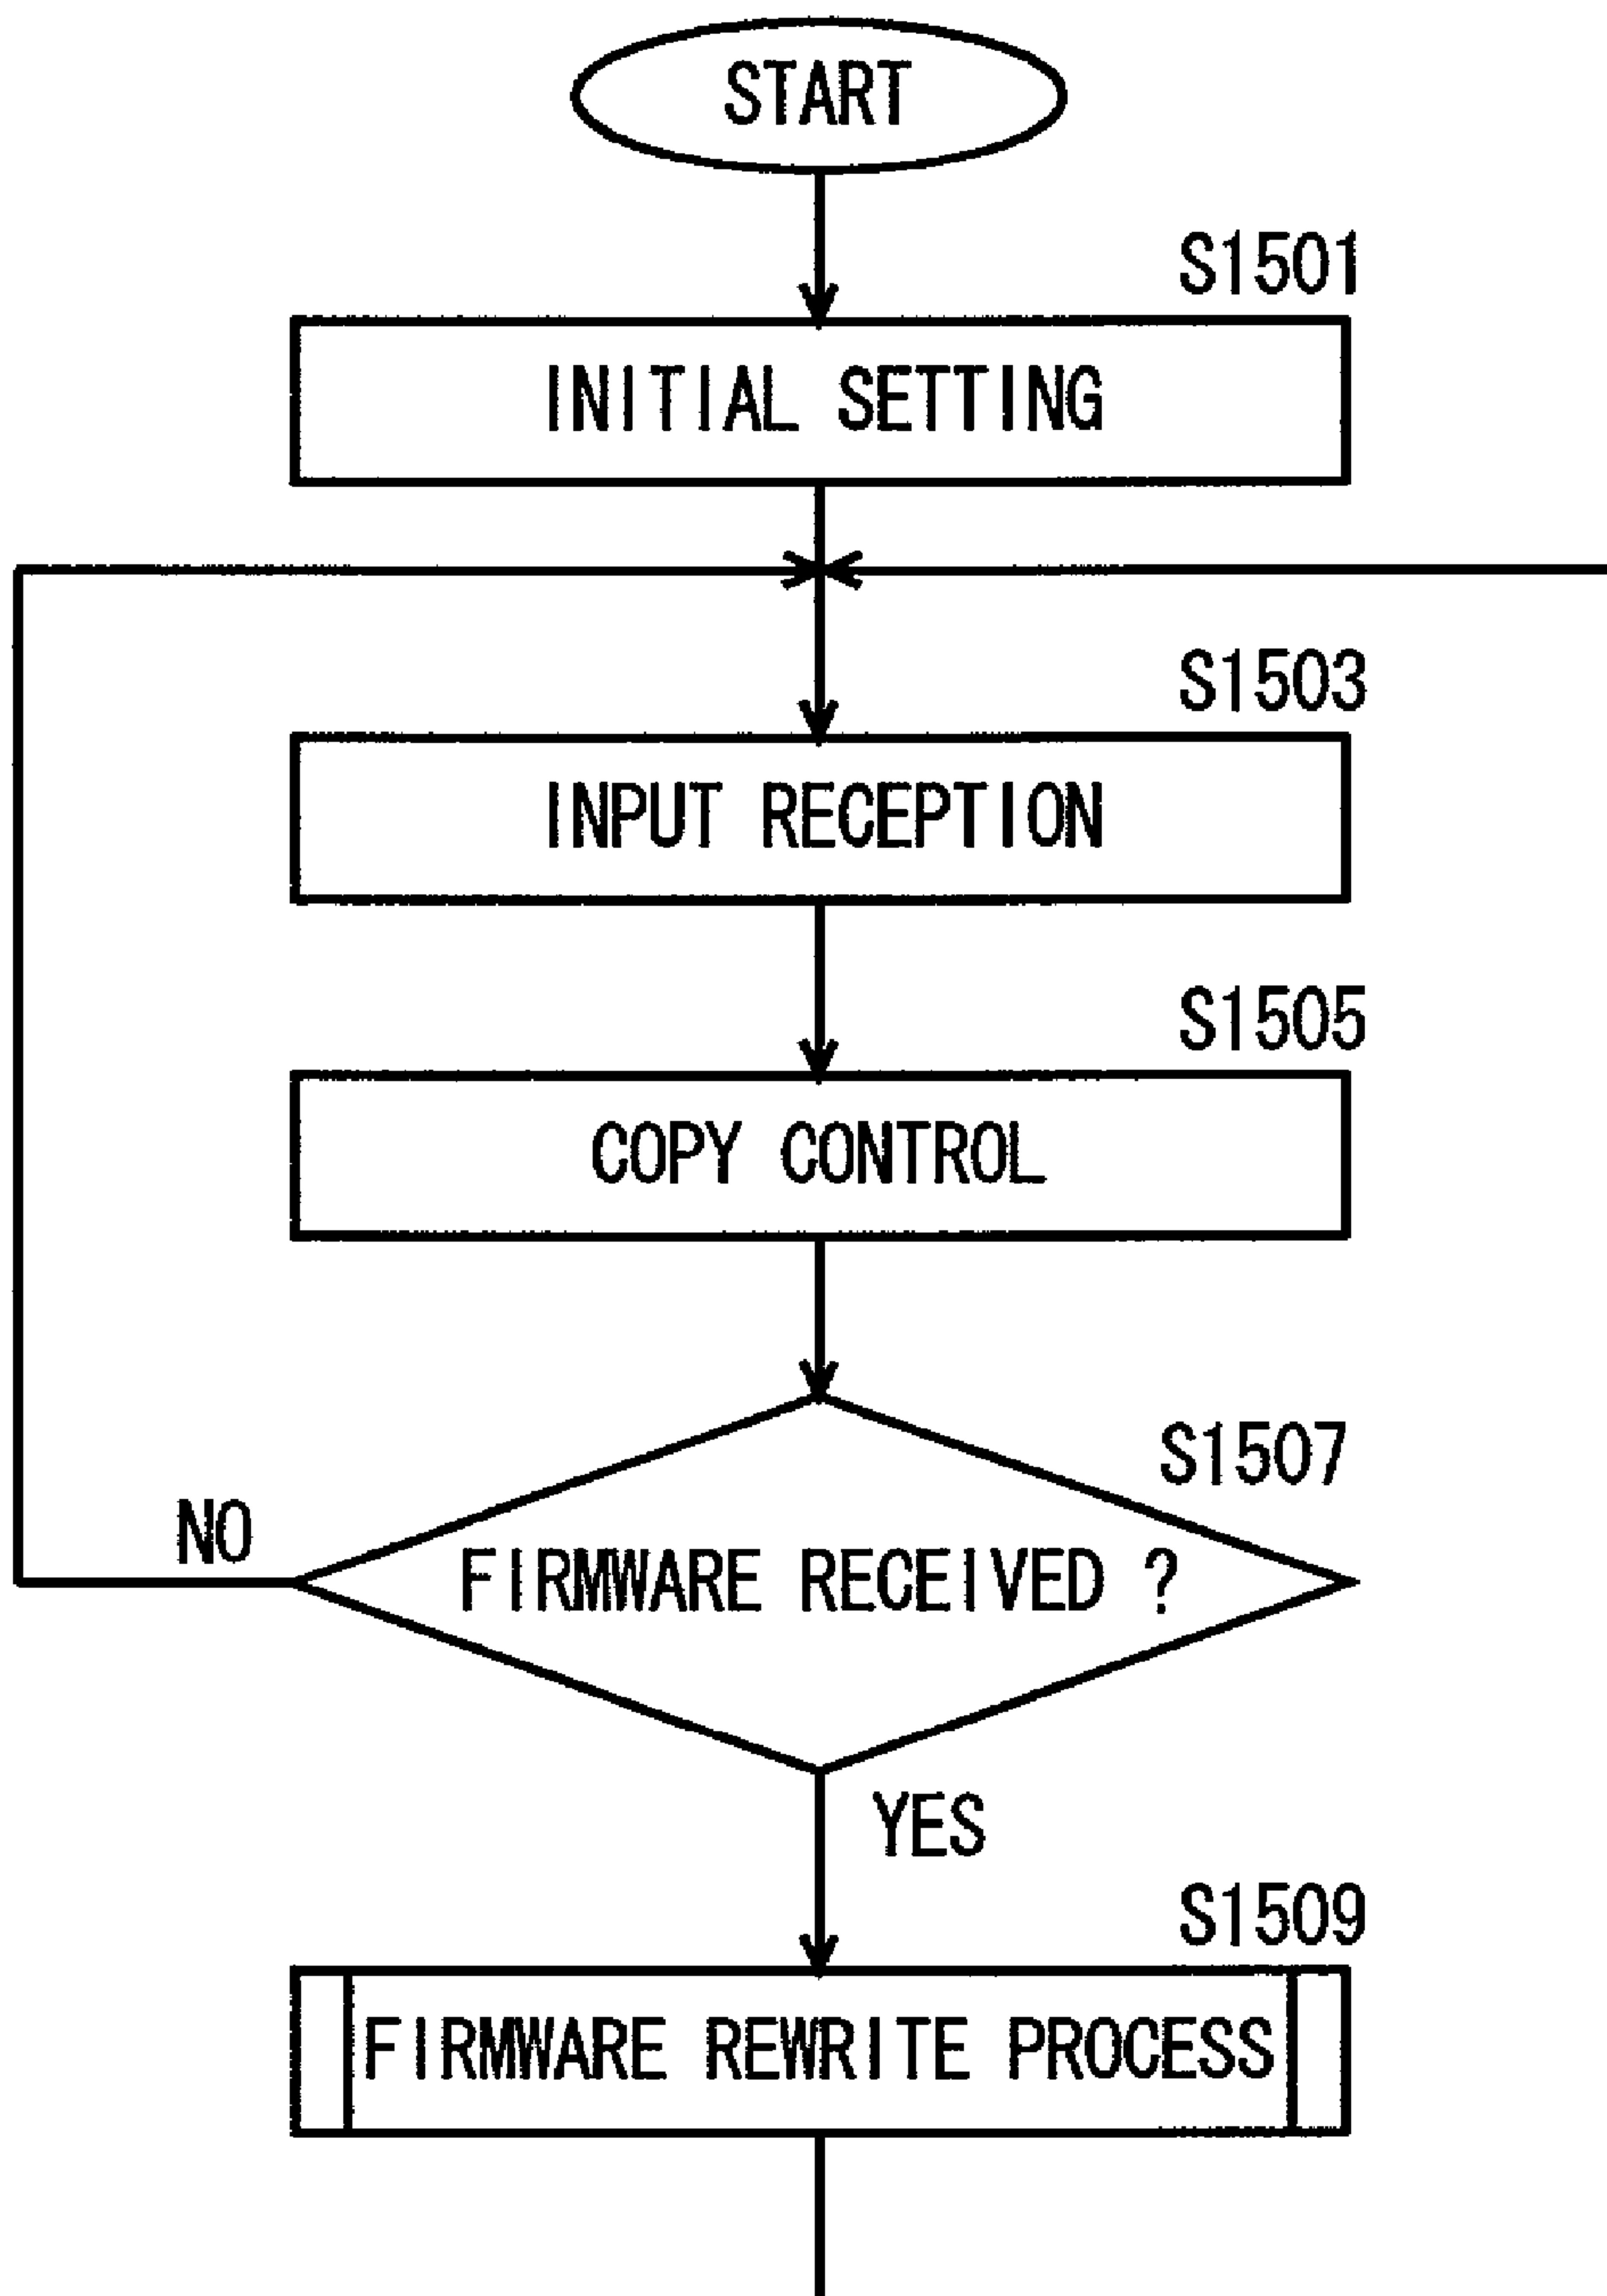 START
S1501
INITIAL SETTING
S1503
INPUT RECEPTION
S1505
COPY CONTROL
S1507
NO
FIRMWARE RECEIVED ?
YES
S1509
FIRMWARE REWRITE PROCESS